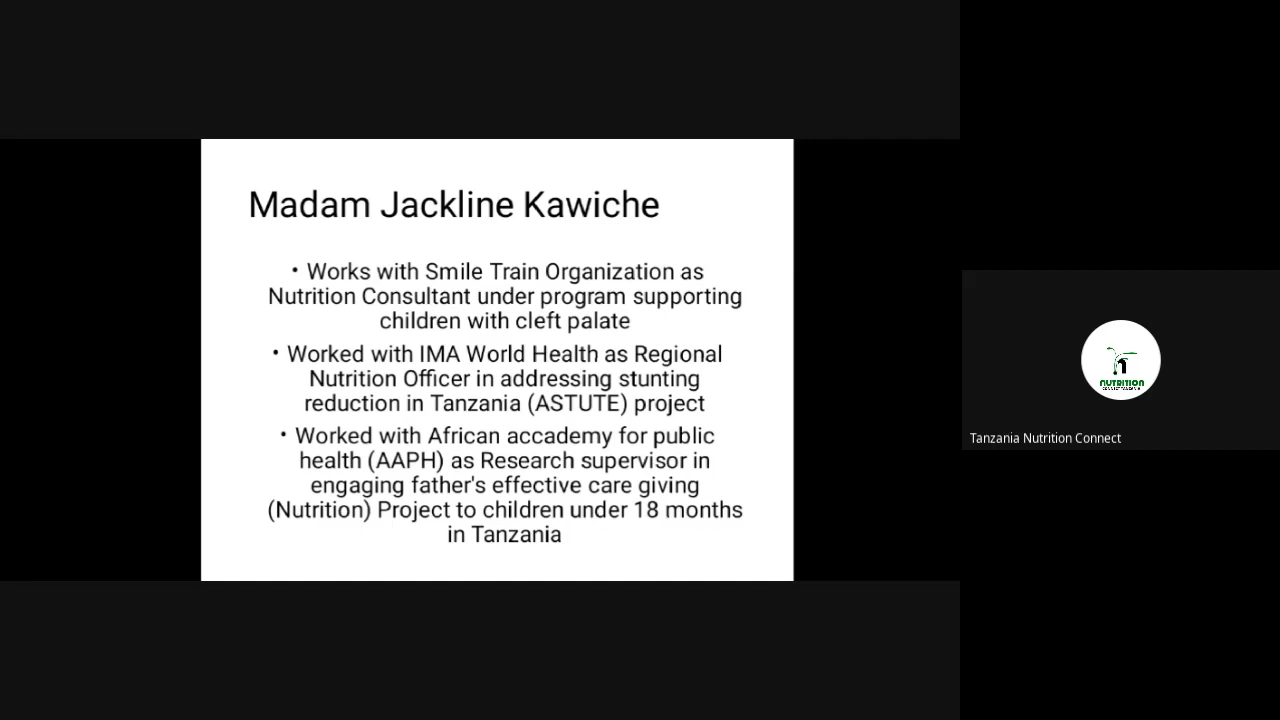 Madam Jackline Kawiche
• Works with Smile Train Organization as
Nutrition Consultant under program supporting
children with cleft palate
• Worked with IMA World Health as Regional
Nutrition Officer in addressing stunting
reduction in Tanzania (ASTUTE) project
• Worked with African accademy for public
health (AAPH) as Research supervisor in
engaging father's effective care giving
(Nutrition) Project to children under 18 months
in Tanzania
NUTRITION
Tanzania Nutrition Connect